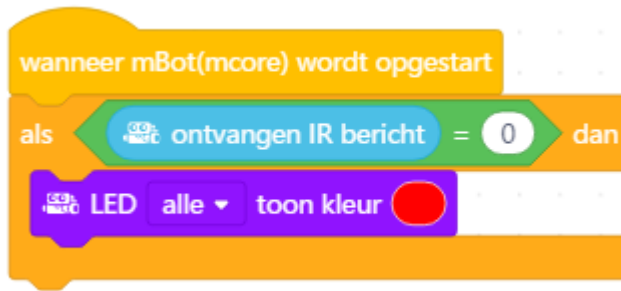 wanneer mBot(mcore) wordt opgestart
als ontvangen IR bericht = 0 dan
LED alle toon kleur